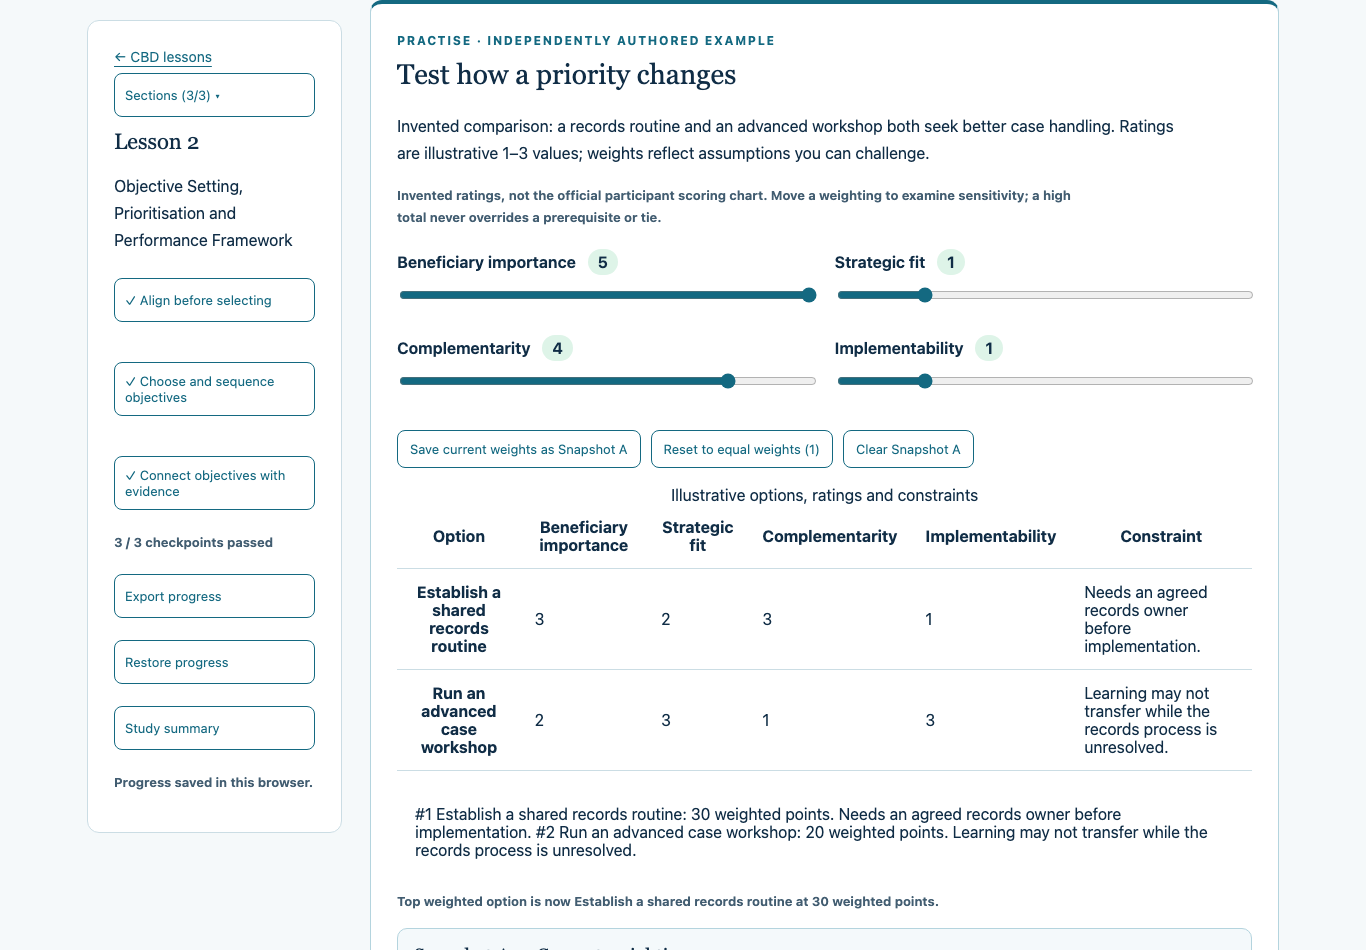 ← CBD lessons
Sections (3/3) ▾
Lesson 2
Objective Setting,
Prioritisation and
Performance Framework
✓ Align before selecting
✓ Choose and sequence
objectives
✓ Connect objectives with
evidence
3 / 3 checkpoints passed
Export progress
Restore progress
Study summary
Progress saved in this browser.
PRACTISE · INDEPENDENTLY AUTHORED EXAMPLE
Test how a priority changes
Invented comparison: a records routine and an advanced workshop both seek better case handling. Ratings
are illustrative 1–3 values; weights reflect assumptions you can challenge.
Invented ratings, not the official participant scoring chart. Move a weighting to examine sensitivity; a high
total never overrides a prerequisite or tie.
Beneficiary importance 5
Strategic fit 1
Complementarity 4
Implementability 1
Save current weights as Snapshot A
Reset to equal weights (1)
Clear Snapshot A
Illustrative options, ratings and constraints
Option
Beneficiary
importance
Strategic
fit
Complementarity
Implementability
Constraint
Establish a
shared
records
routine
3
2
3
1
Needs an agreed
records owner
before
implementation.
Run an
advanced
case
workshop
2
3
1
3
Learning may not
transfer while the
records process is
unresolved.
#1 Establish a shared records routine: 30 weighted points. Needs an agreed records owner before
implementation. #2 Run an advanced case workshop: 20 weighted points. Learning may not transfer while the
records process is unresolved.
Top weighted option is now Establish a shared records routine at 30 weighted points.